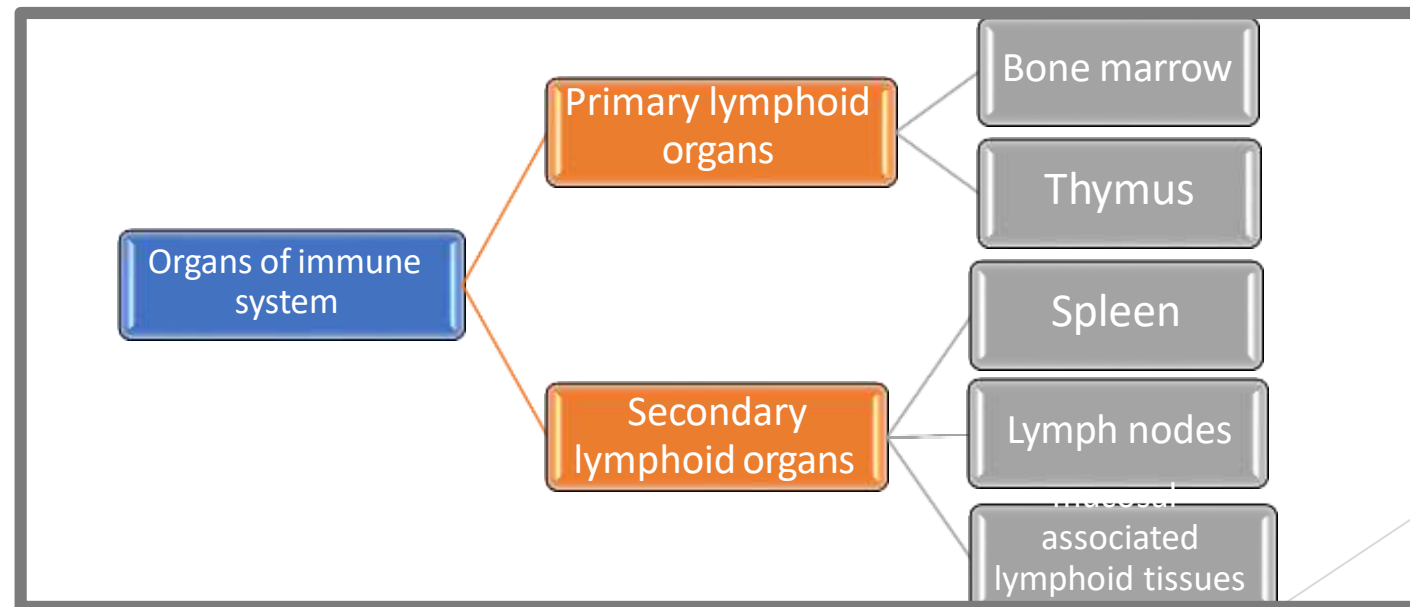 Organs of immune
system
Primary lymphoid
organs
Secondary
lymphoid organs
Bone marrow
Thymus
Spleen
Lymph nodes
mucosal
associated
lymphoid tissues